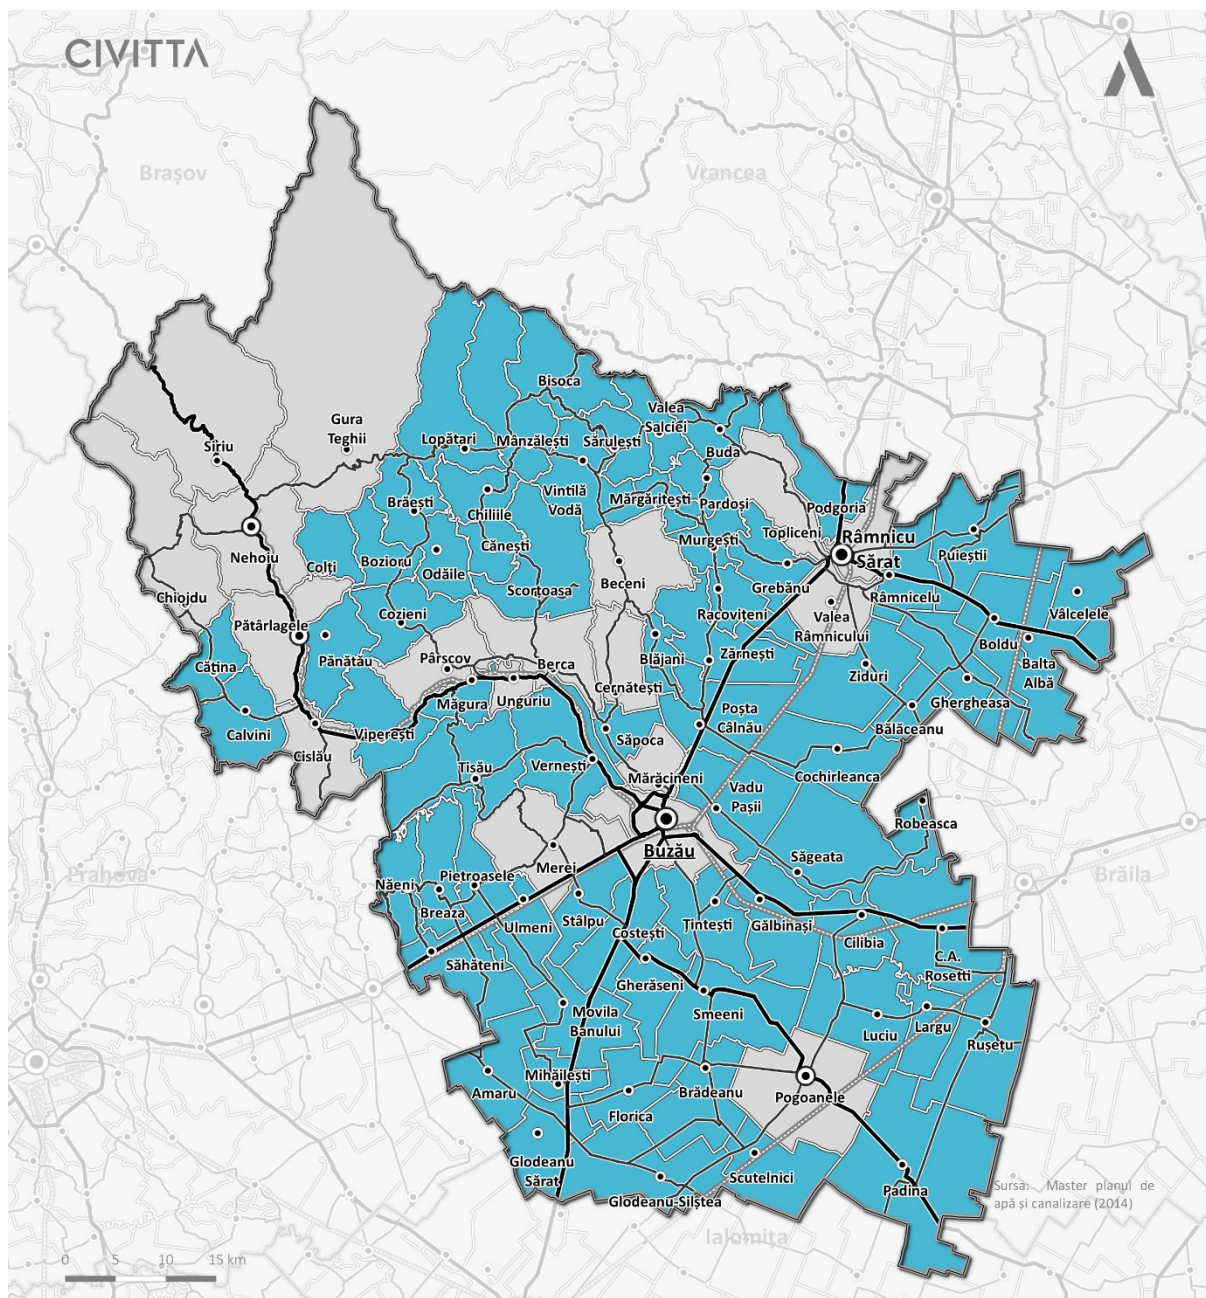 CIVITTA
Brașov
Vrancea
Bisoca
Valea
Salciei
Gura
Teghii
Siriu
Lopătari
Mânzălești
Sărulești
Buda
Brăești
Chiliile
Vintilă
Vodă
Mărgăritești
Pardoși
Podgoria
Topliceni
Râmnicu
Sărat
Nehoiu
Colți
Bozioru
Odăile
Cănești
Murgești
Puieștii
Chiojdu
Scorțoasa
Beceni
Grebănu
Râmnicelu
Vâlcelele
Pătârlagele
Cozieni
Racovițeni
Valea
Râmnicului
Boldu
Cătina
Pănătău
Pârscov
Berca
Blăjani
Zărnești
Balta
Albă
Măgura
Unguriu
Cernătești
Ziduri
Ghergheasa
Calvini
Viperești
Poșta
Câlnău
Bălăceanu
Cislău
Săpoca
Tisău
Vernești
Mărăcineni
Cochirleanca
Vadu
Pașii
Robeasca
Buzău
Prahova
Săgeata
Brăila
Năeni
Pietroasele
Merei
Breaza
Ulmeni
Stâlpu
Țintești
Gălbinași
Costești
Cilibia
Săhăteni
C.A.
Rosetti
Gherăseni
Movila
Banului
Smeeni
Luciu
Largu
Rușețu
Mihăilești
Amaru
Brădeanu
Pogoanele
Florica
Glodeanu
Sărat
Scutelnici
Glodeanu-Siliștea
Padina
Sursa: Master planul de
apă și canalizare (2014)
Ialomița
0 5 10 15 km